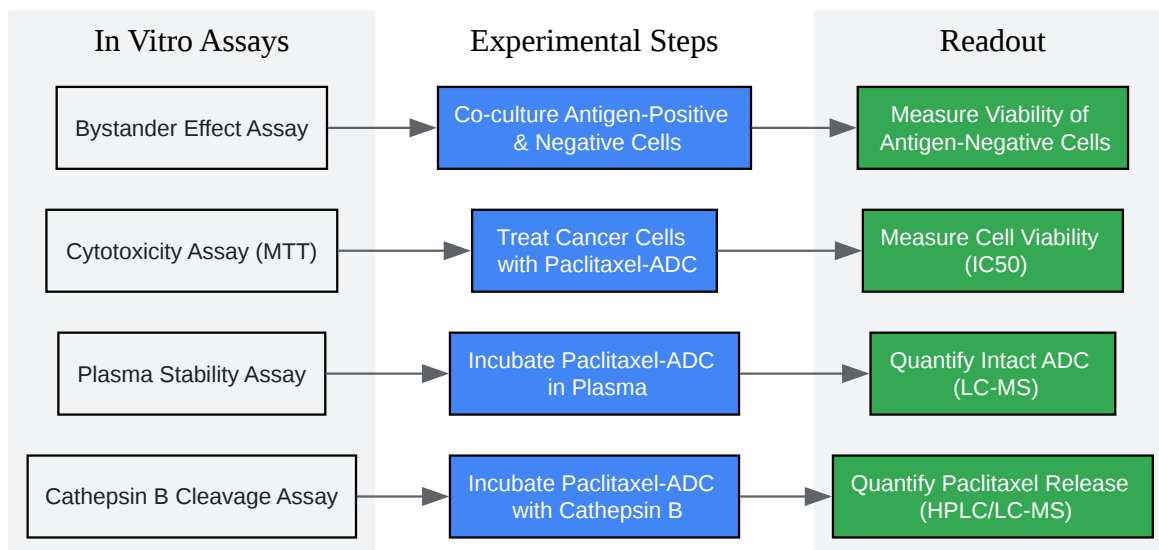 In Vitro Assays
Experimental Steps
Readout
Bystander Effect Assay
Co-culture Antigen-Positive
& Negative Cells
Measure Viability of
Antigen-Negative Cells
Cytotoxicity Assay (MTT)
Treat Cancer Cells
with Paclitaxel-ADC
Measure Cell Viability
(IC50)
Plasma Stability Assay
Incubate Paclitaxel-ADC
in Plasma
Quantify Intact ADC
(LC-MS)
Cathepsin B Cleavage Assay
Incubate Paclitaxel-ADC
with Cathepsin B
Quantify Paclitaxel Release
(HPLC/LC-MS)